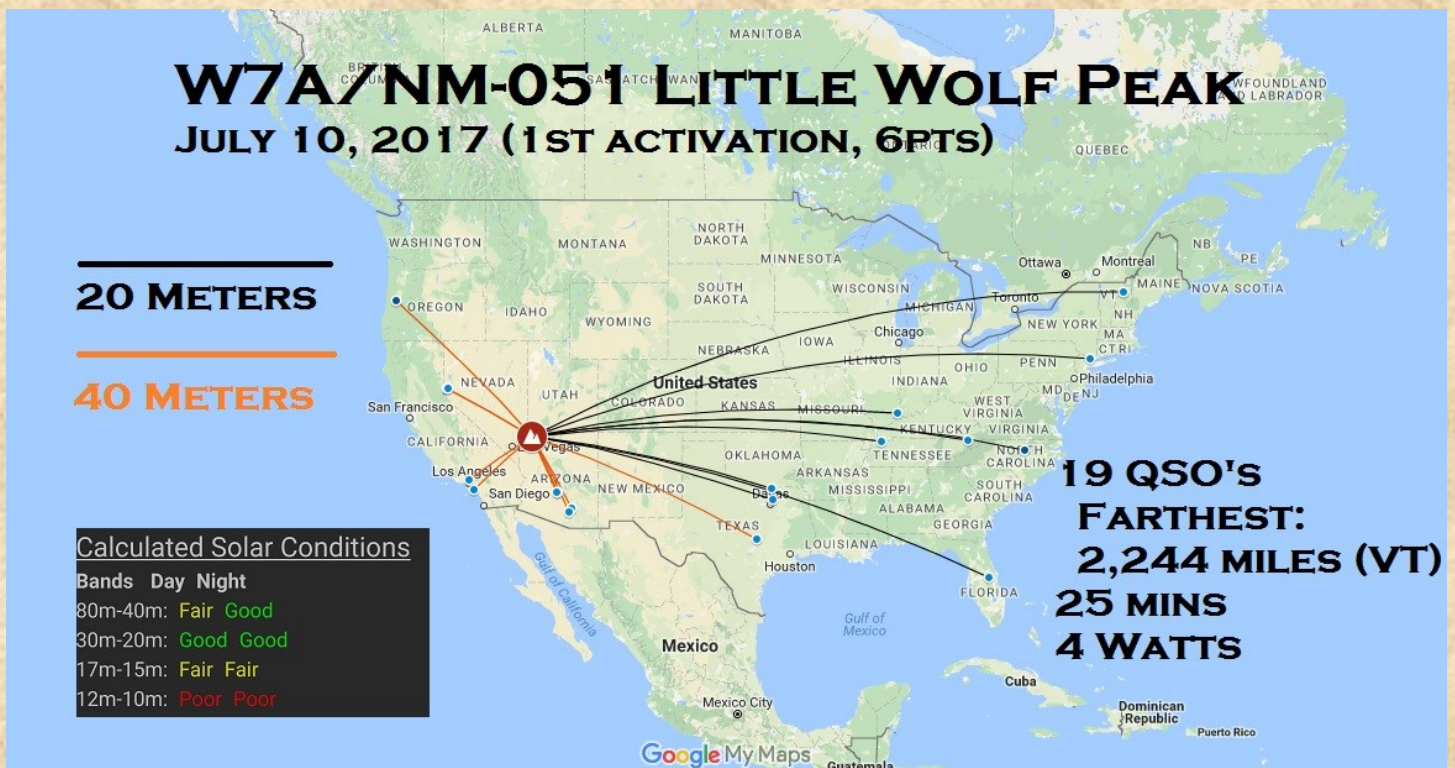 W7A/NM-051 Little Wolf Peak
July 10, 2017 (1st activation, 6pts)
20 Meters
40 Meters
19 QSO's
Farthest:
2,244 miles (VT)
25 mins
4 Watts
Calculated Solar Conditions
Bands Day Night
80m-40m: Fair Good
30m-20m: Good Good
17m-15m: Fair Fair
12m-10m: Poor Poor
ALBERTA
MANITOBA
ONTARIO
QUEBEC
NB
PE
NOVA SCOTIA
WASHINGTON
MONTANA
NORTH
DAKOTA
MINNESOTA
Ottawa
Montreal
MAINE
OREGON
IDAHO
WYOMING
SOUTH
DAKOTA
WISCONSIN
MICHIGAN
Toronto
VT
NH
NEW YORK
MA
CT RI
Chicago
IOWA
NEBRASKA
ILLINOIS
INDIANA
OHIO
PENN
Philadelphia
MD
DE NJ
NEVADA
UTAH
COLORADO
United States
KANSAS
MISSOURI
WEST
VIRGINIA
KENTUCKY
VIRGINIA
San Francisco
CALIFORNIA
Los Angeles
San Diego
ARIZONA
NEW MEXICO
OKLAHOMA
ARKANSAS
TENNESSEE
NORTH
CAROLINA
SOUTH
CAROLINA
MISSISSIPPI
ALABAMA
GEORGIA
Dallas
TEXAS
LOUISIANA
Houston
FLORIDA
Gulf of California
Gulf of
Mexico
Mexico
Mexico City
Cuba
Dominican
Republic
Puerto Rico
Guatemala
Google My Maps